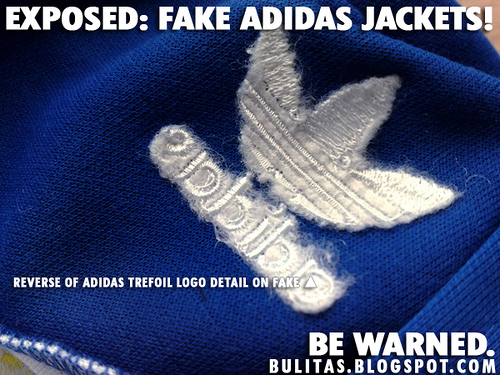 EXPOSED: FAKE ADIDAS JACKETS!
REVERSE OF ADIDAS TREFOIL LOGO DETAIL ON FAKE
BE WARNED.
BULITAS.BLOGSPOT.COM